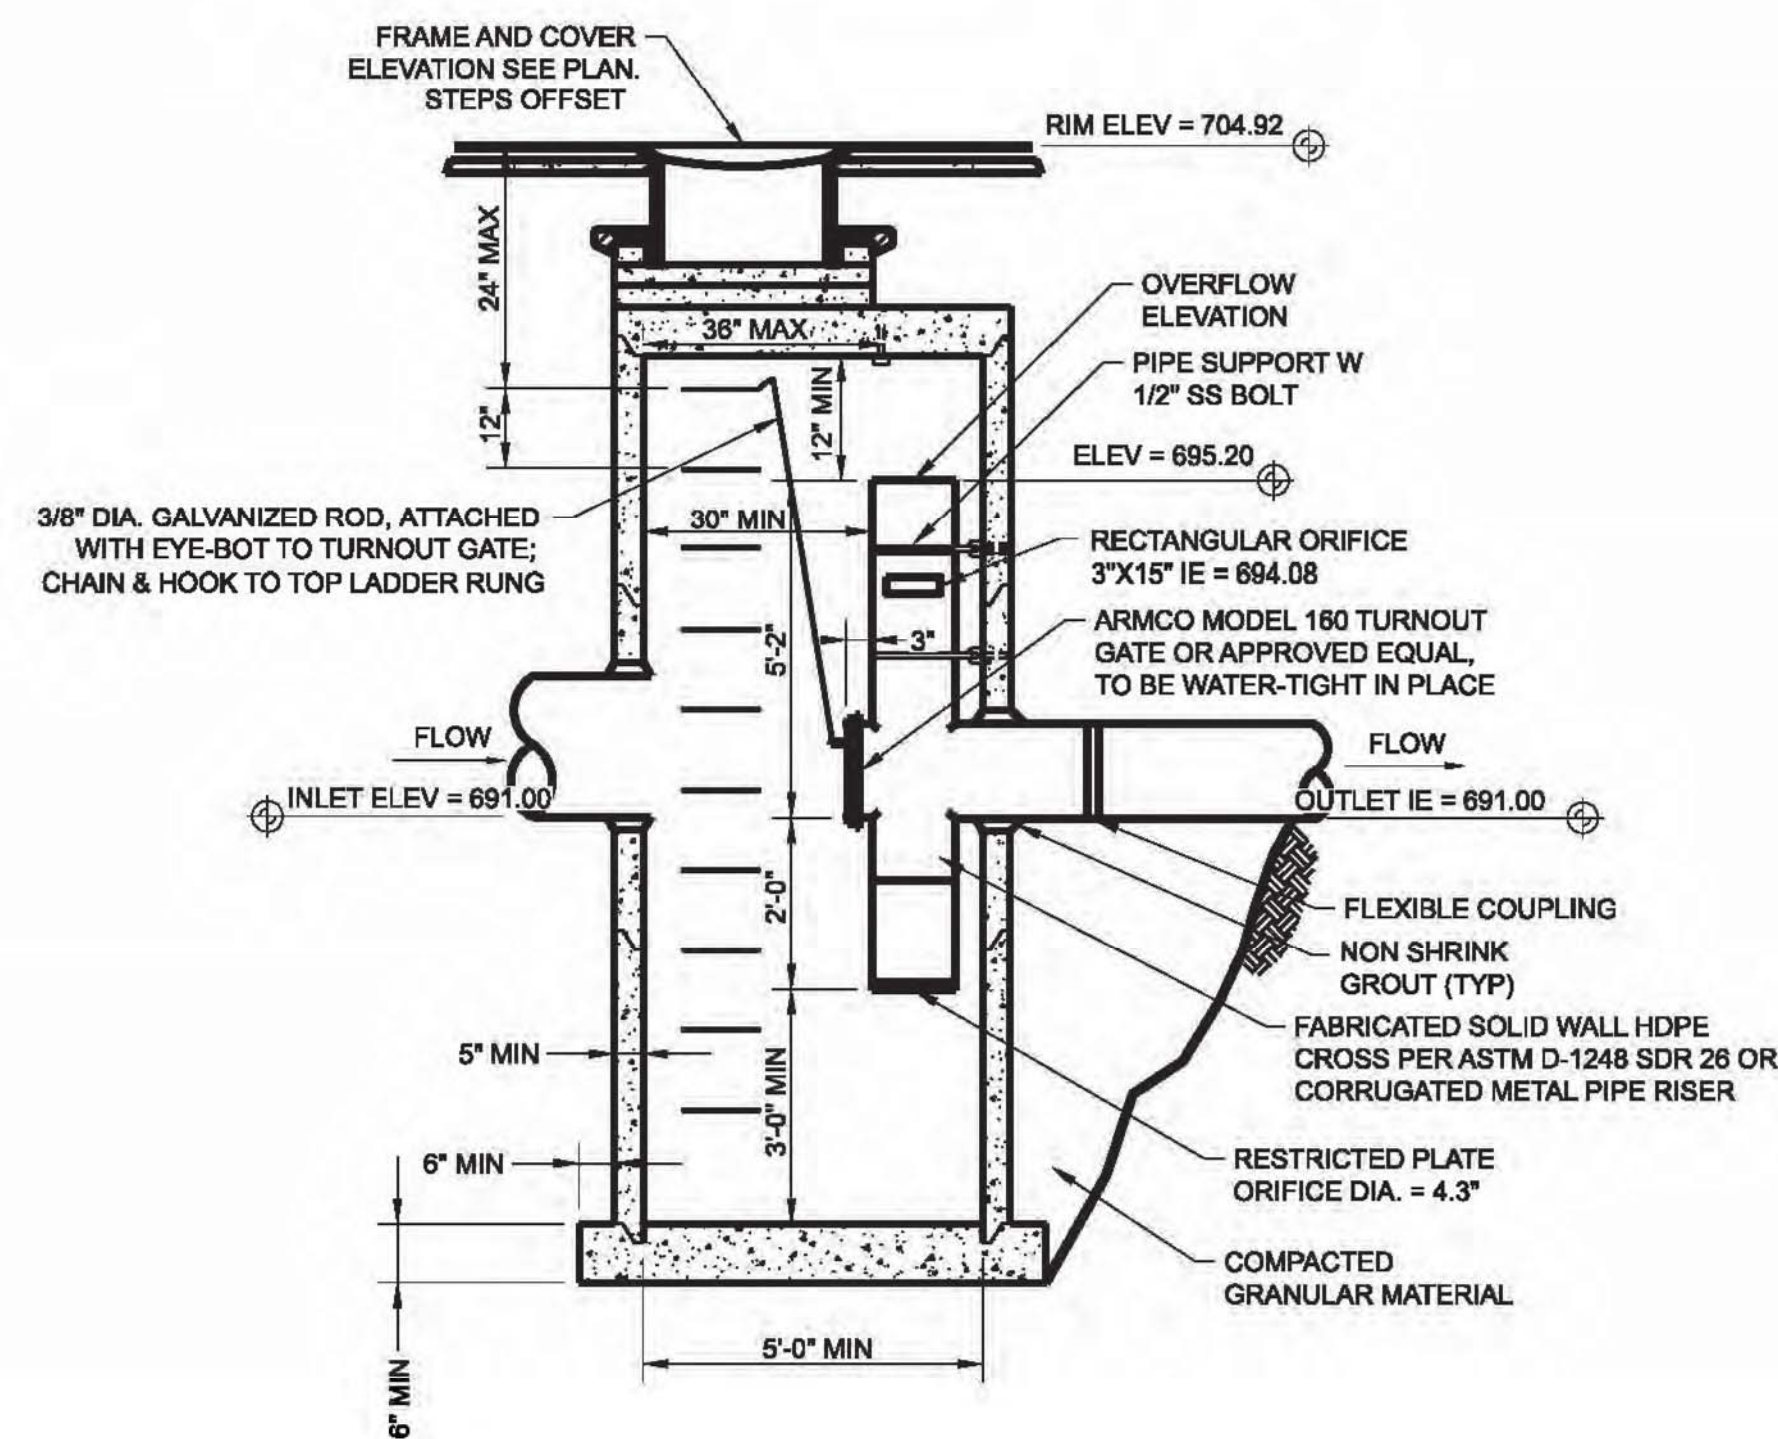 FRAME AND COVER
ELEVATION SEE PLAN.
STEPS OFFSET
RIM ELEV = 704.92
24" MAX
36" MAX
OVERFLOW
ELEVATION
PIPE SUPPORT W
1/2" SS BOLT
12"
12" MIN
ELEV = 695.20
3/8" DIA. GALVANIZED ROD, ATTACHED
WITH EYE-BOT TO TURNOUT GATE;
CHAIN & HOOK TO TOP LADDER RUNG
30" MIN
RECTANGULAR ORIFICE
3"X15" IE = 694.08
5'-2"
3"
ARMCO MODEL 160 TURNOUT
GATE OR APPROVED EQUAL,
TO BE WATER-TIGHT IN PLACE
FLOW
FLOW
INLET ELEV = 691.00
OUTLET IE = 691.00
2'-0"
FLEXIBLE COUPLING
NON SHRINK
GROUT (TYP)
FABRICATED SOLID WALL HDPE
CROSS PER ASTM D-1248 SDR 26 OR
CORRUGATED METAL PIPE RISER
5" MIN
3'-0" MIN
6" MIN
RESTRICTED PLATE
ORIFICE DIA. = 4.3"
COMPACTED
GRANULAR MATERIAL
5'-0" MIN
6" MIN